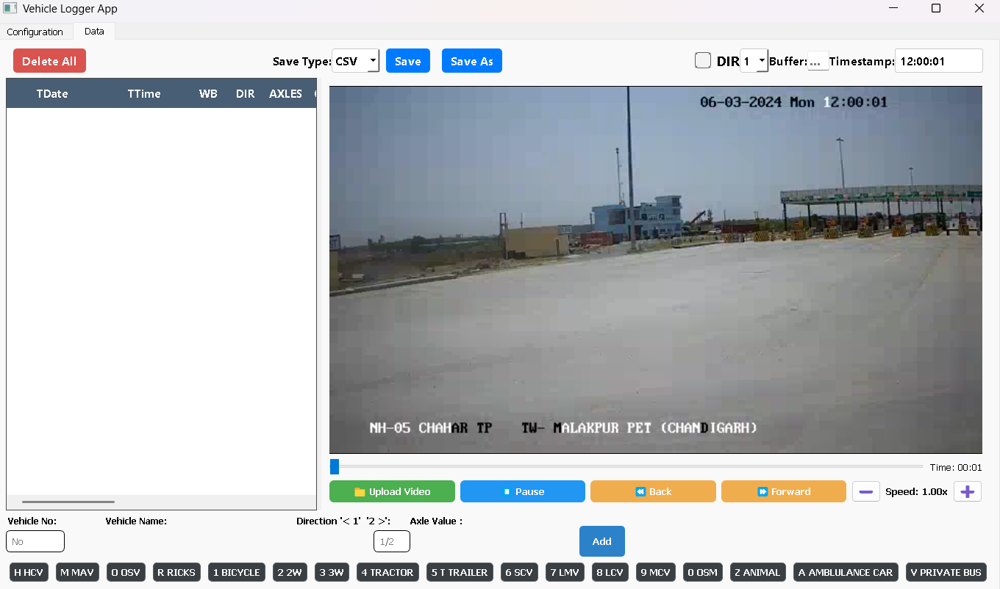 Vehicle Logger App
Configuration Data
Delete All Save Type: CSV Save Save As DIR 1 Buffer: ... Timestamp: 12:00:01
TDate TTime WB DIR AXLES
06-03-2024 Mon 12:00:01
NH-05 CHAHAR TP TW- MALAKPUR PET (CHANDIGARH)
Time: 00:01
Upload Video Pause Back Forward Speed: 1.00x
Vehicle No: Vehicle Name: Direction '< 1' '2 >': Axle Value :
No 1/2 Add
H HCV M MAV O OSV R RICKS 1 BICYCLE 2 2W 3 3W 4 TRACTOR 5 T TRAILER 6 SCV 7 LMV 8 LCV 9 MCV 0 OSM Z ANIMAL A AMBLULANCE CAR V PRIVATE BUS